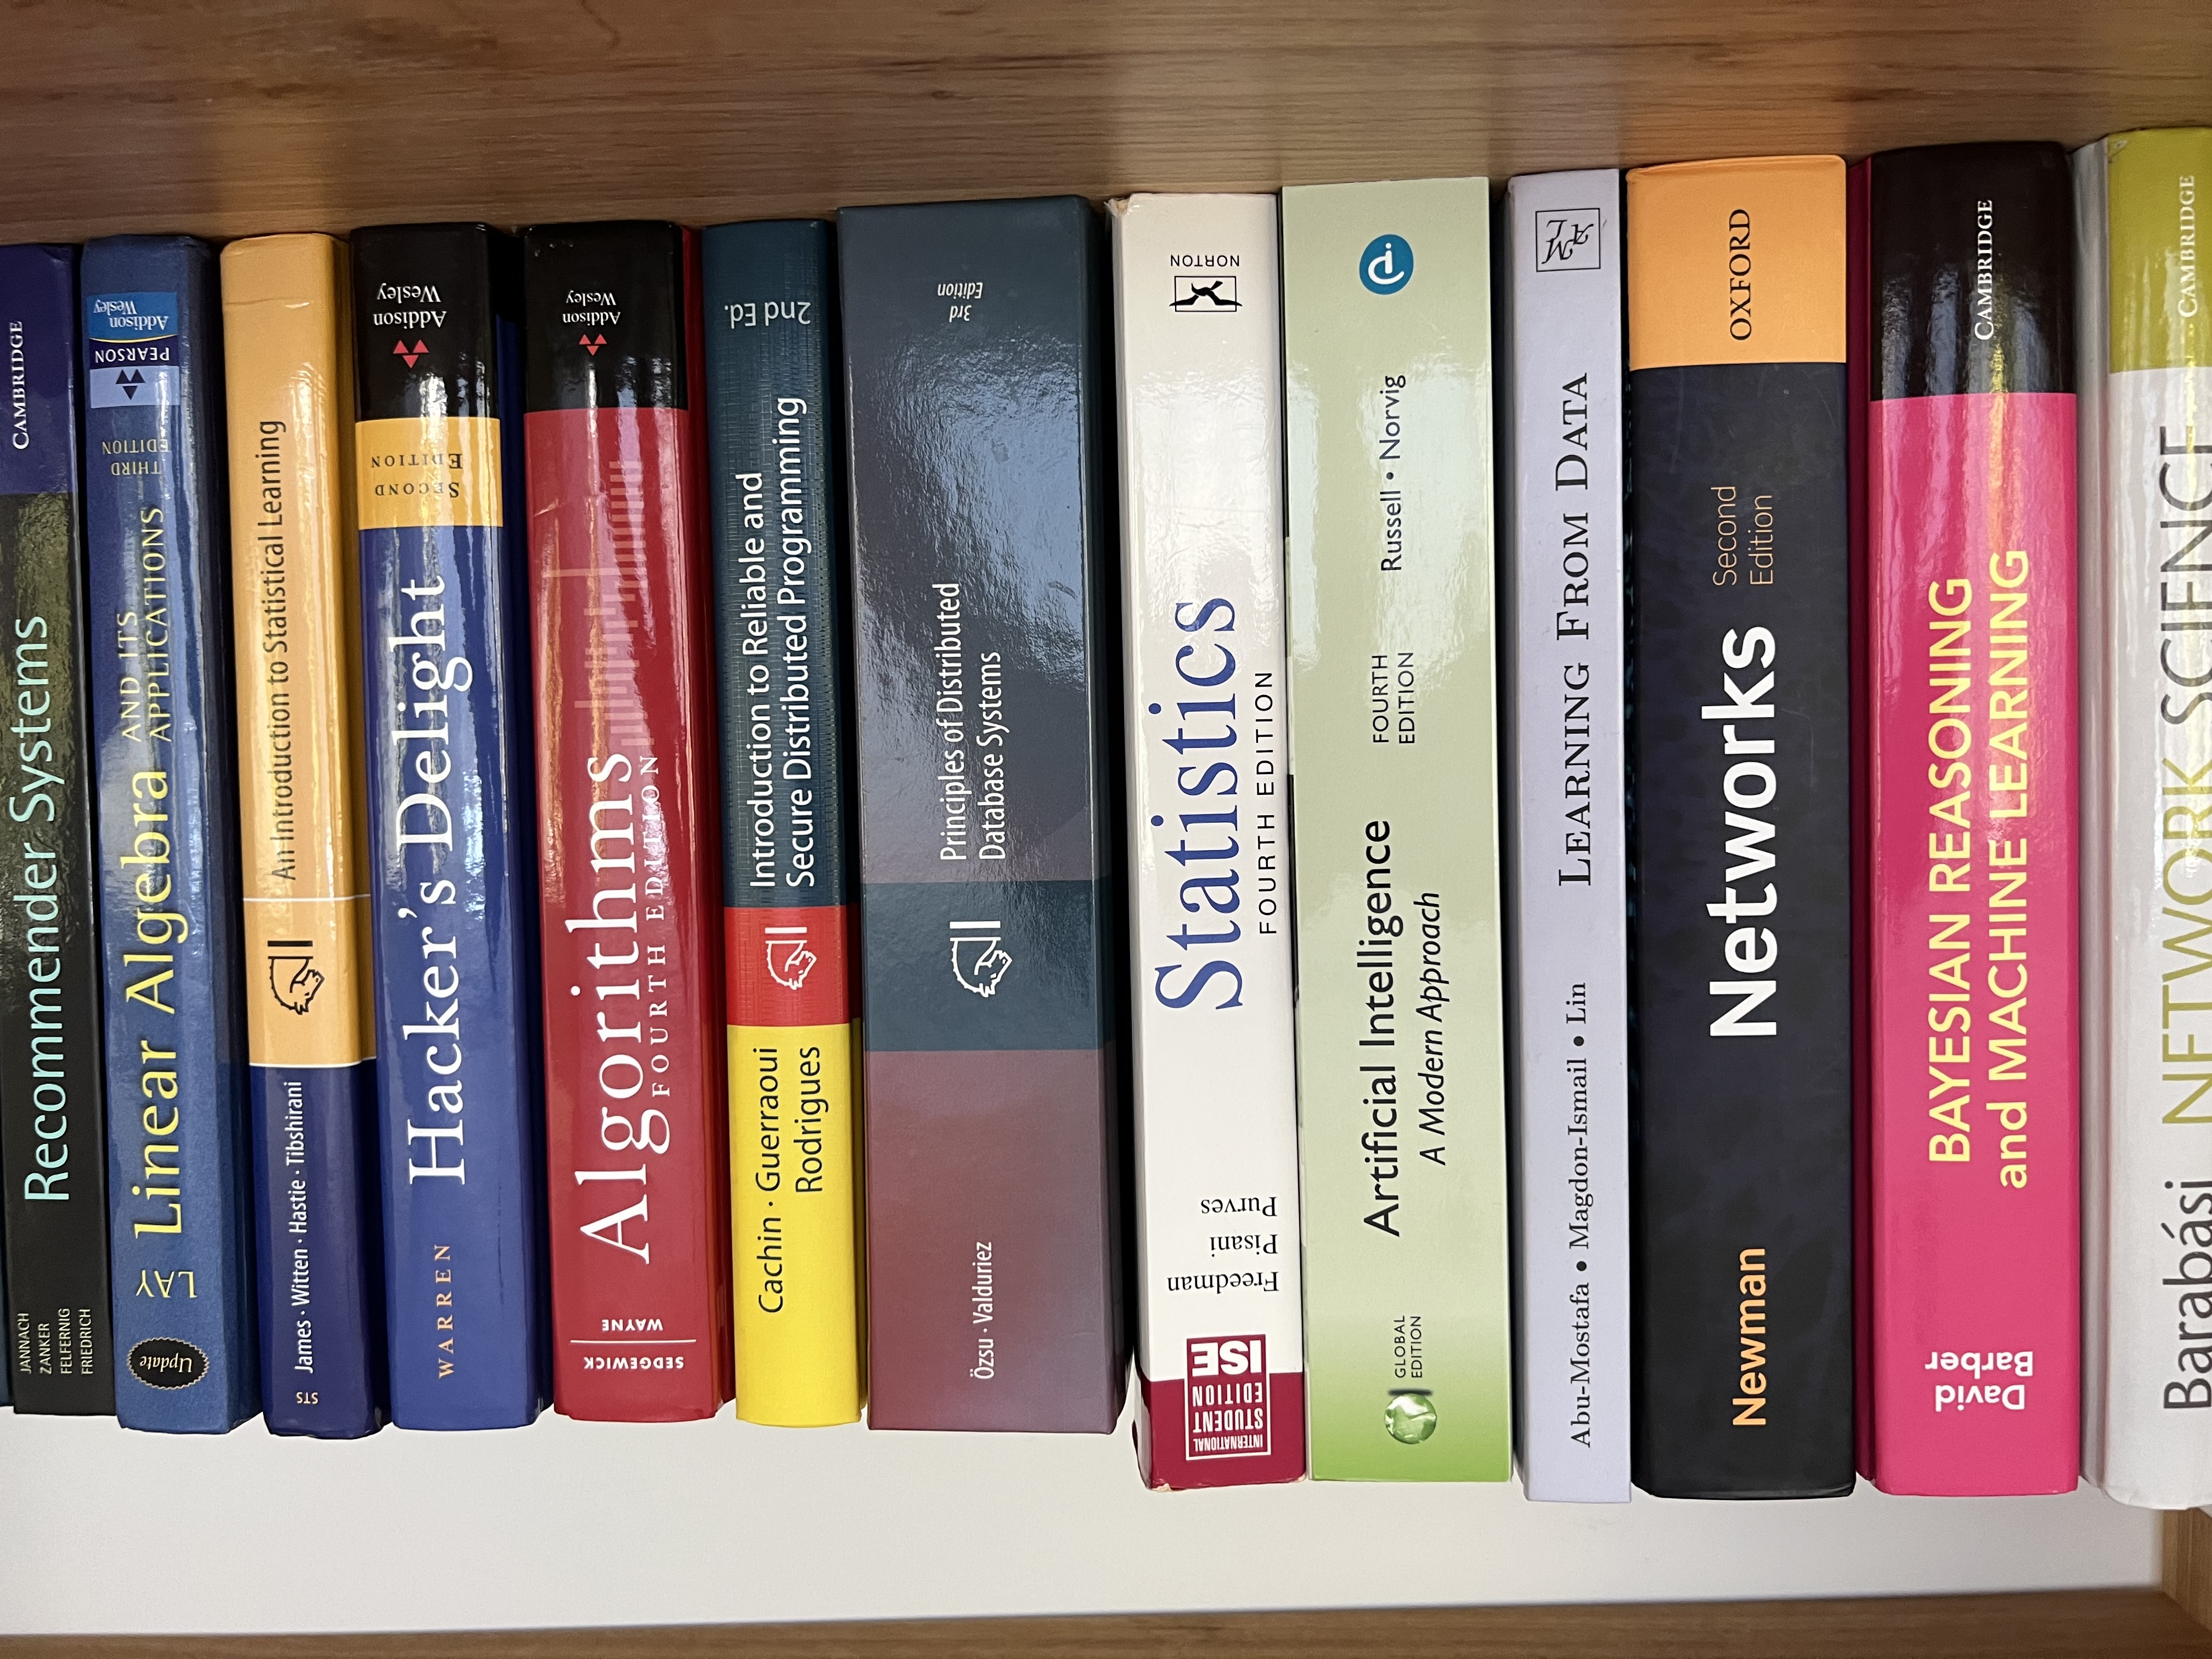 Barabási NETWORK SCIENCE
CAMBRIDGE
David
Barber
BAYESIAN REASONING
and MACHINE LEARNING
CAMBRIDGE
Newman
Networks
Second
Edition
OXFORD
Abu-Mostafa • Magdon-Ismail • Lin
LEARNING FROM DATA
AML
GLOBAL
EDITION
Artificial Intelligence
A Modern Approach
FOURTH
EDITION
Russell • Norvig
P
INTERNATIONAL
STUDENT
EDITION
ISE
Freedman
Pisani
Purves
Statistics
FOURTH EDITION
NORTON
Özsu · Valduriez
Principles of Distributed
Database Systems
3rd
Edition
Cachin · Guerraoui
Rodrigues
Introduction to Reliable and
Secure Distributed Programming
2nd Ed.
SEDGEWICK
WAYNE
Algorithms
FOURTH EDITION
Addison
Wesley
WARREN
Hacker's Delight
SECOND
EDITION
Addison
Wesley
STS
James · Witten · Hastie · Tibshirani
An Introduction to Statistical Learning
Update
LAY
Linear Algebra
AND ITS
APPLICATIONS
THIRD
EDITION
PEARSON
Addison
Wesley
JANNACH
ZANKER
FELFERNIG
FRIEDRICH
Recommender Systems
CAMBRIDGE